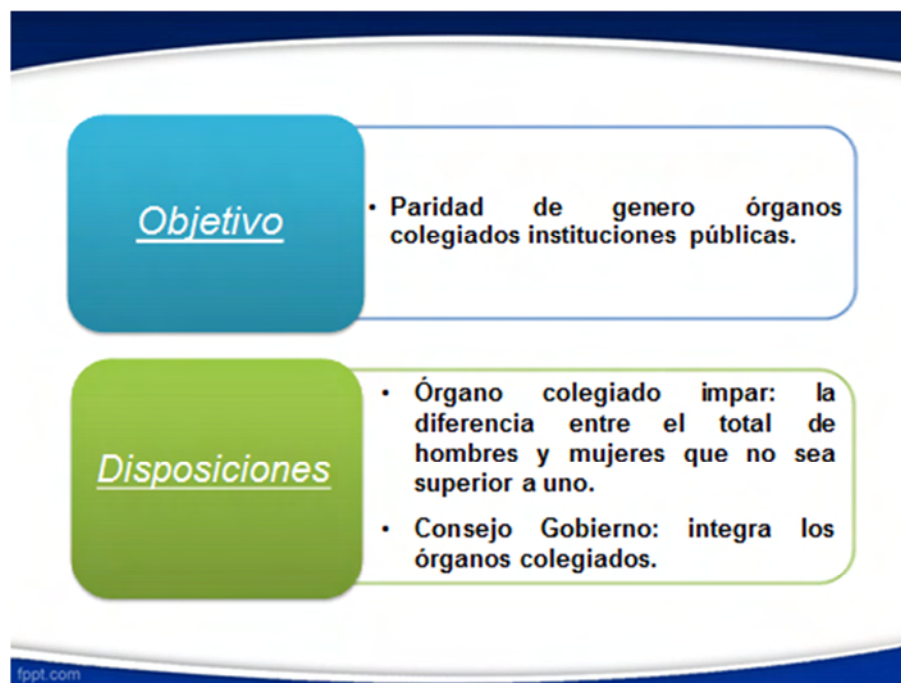 Objetivo
• Paridad de genero órganos
colegiados instituciones públicas.
Disposiciones
• Órgano colegiado impar: la
diferencia entre el total de
hombres y mujeres que no sea
superior a uno.
• Consejo Gobierno: integra los
órganos colegiados.
fppt.com